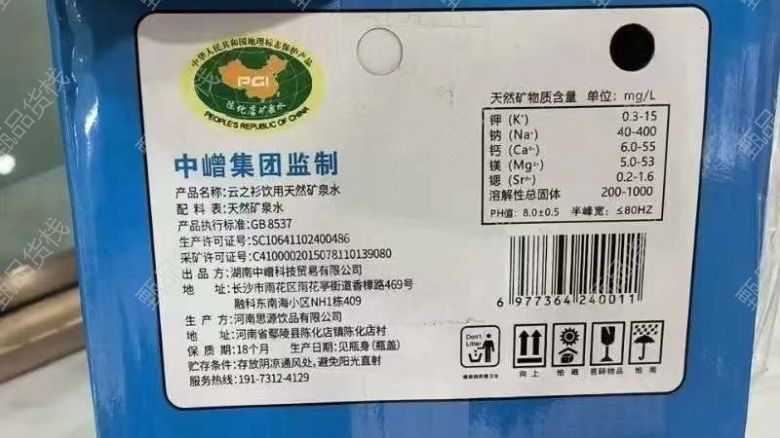 中华人民共和国地理标志保护产品
PGI
陈化店矿泉水
PEOPLE'S REPUBLIC OF CHINA
中嶒集团监制
产品名称:云之衫饮用天然矿泉水
配 料 表:天然矿泉水
产品执行标准:GB 8537
生产许可证号:SC10641102400486
采矿许可证号:C4100002015078110139080
出 品 方:湖南中嶒科技贸易有限公司
地 址:长沙市雨花区雨花亭街道香樟路469号
融科东南海小区NH1栋409
生 产 方:河南思源饮品有限公司
地 址:河南省鄢陵县陈化店镇陈化店村
保 质 期:18个月 生产日期:见瓶身(瓶盖)
贮存条件:存放阴凉通风处,避免阳光直射
服务热线:191-7312-4129
天然矿物质含量 单位:mg/L
钾(K⁺) 0.3-15
钠(Na⁺) 40-400
钙(Ca²⁺) 6.0-55
镁(Mg²⁺) 5.0-53
锶(Sr²⁺) 0.2-1.6
溶解性总固体 200-1000
PH值:8.0±0.5 半峰宽:≤80HZ
6 977364 240011
Don't Litter
向上 怕晒 易碎物品 怕雨
甄品货栈